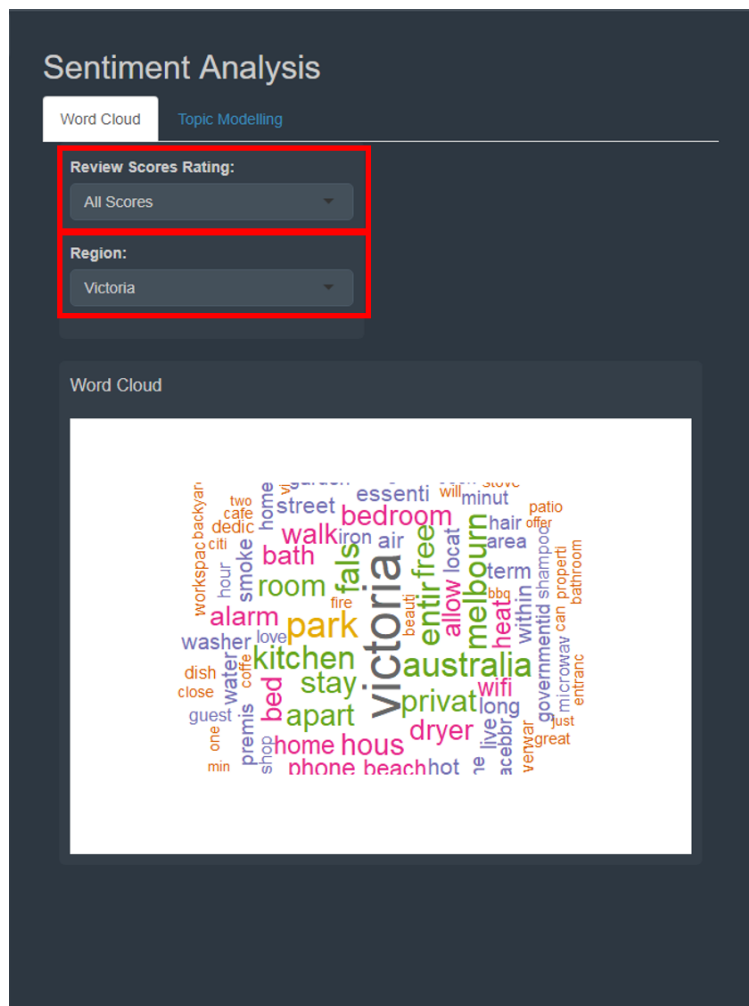 Sentiment Analysis
Word Cloud Topic Modelling
Review Scores Rating:
All Scores
Region:
Victoria
Word Cloud
backyar
two
home
essenti
will
minut
cafe
street
patio
dedic
bedroom
hair
offer
citi
walk
iron
air
free
locat
melbourn
area
workspac
hour
smoke
bath
fals
victoria
term
within
shampoo
properti
bathroom
room
fire
beauti
entir
allow
bbq
heat
can
alarm
park
governmentid
microwav
entranc
washer
love
kitchen
coffe
australia
dish
water
stay
wifi
close
bed
privat
long
guest
apart
just
premis
dryer
live
acebbr
verwar
great
one
shop
home
hous
min
phone
beach
hot